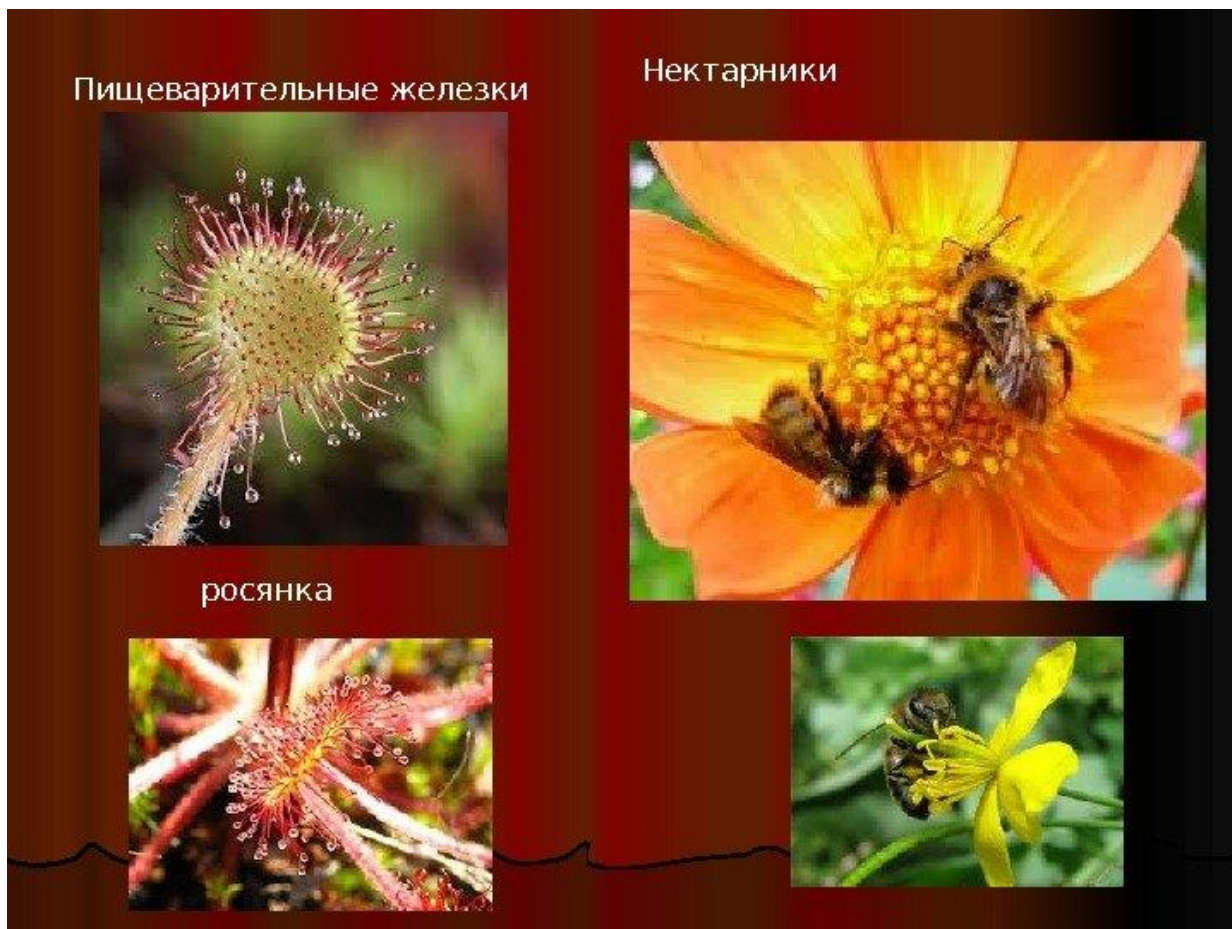 Пищеварительные железки
Нектарники
росянка